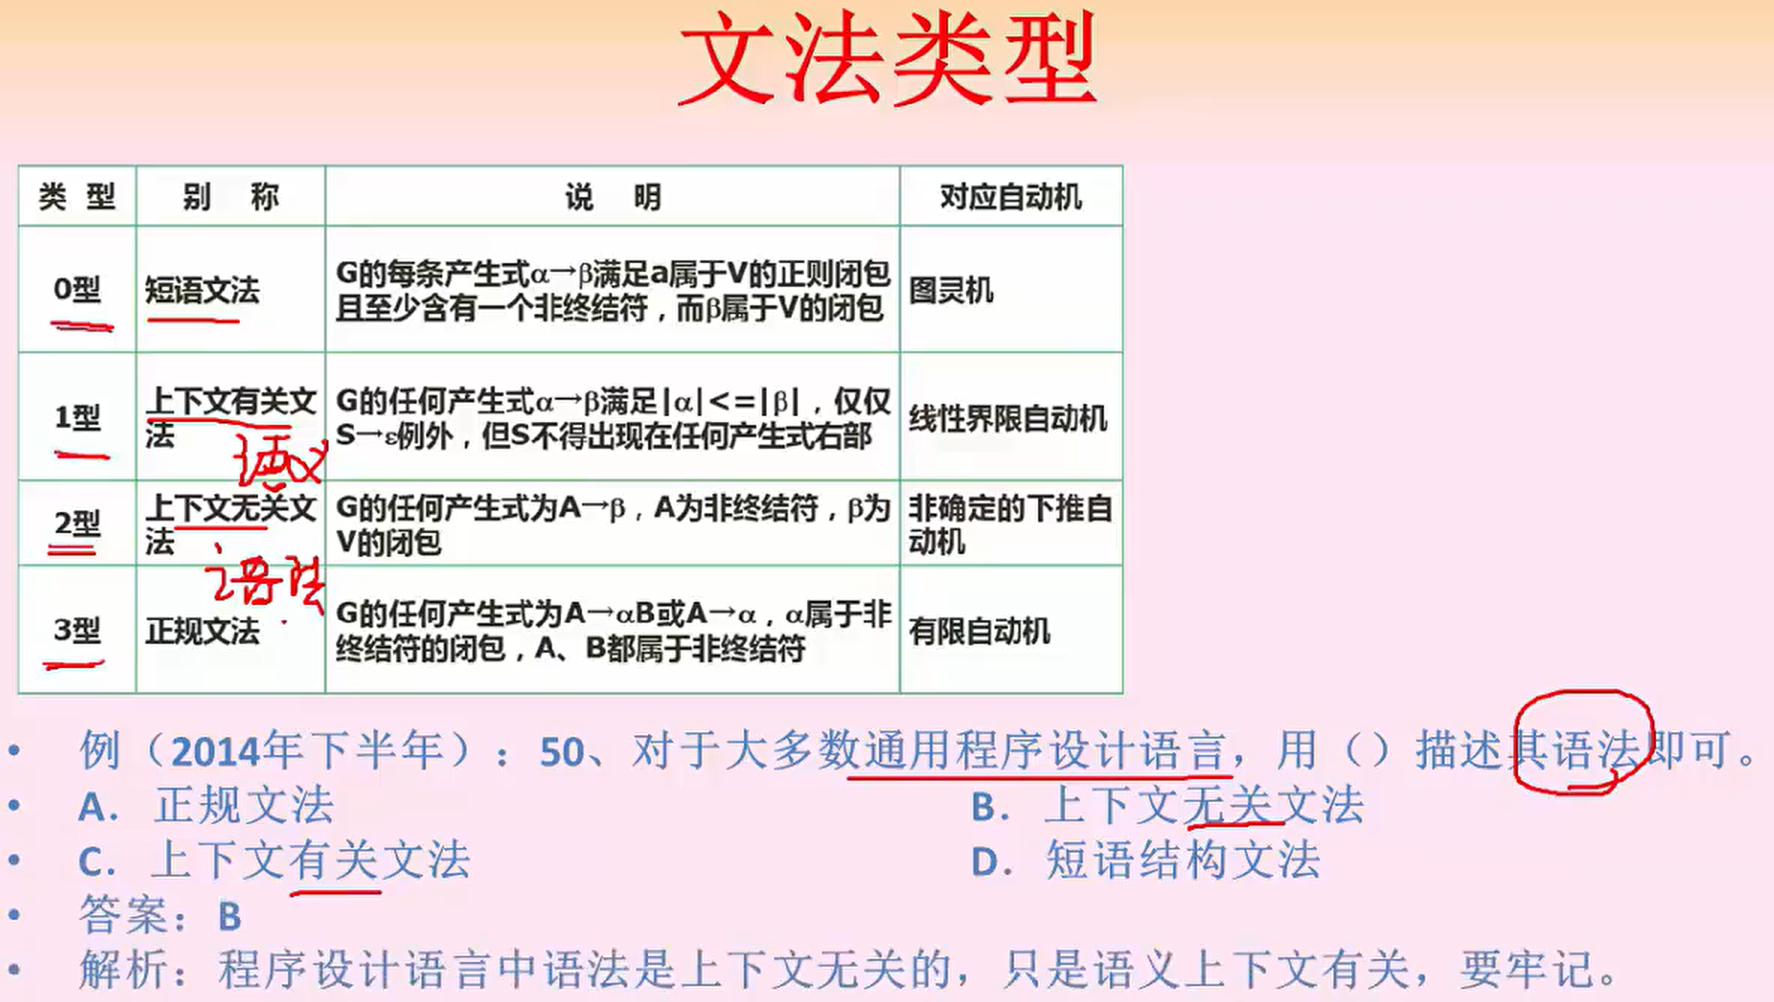 文法类型
类 型 别 称 说 明 对应自动机
0型 短语文法 G的每条产生式α→β满足a属于V的正则闭包
且至少含有一个非终结符，而β属于V的闭包 图灵机
1型 上下文有关文
法 G的任何产生式α→β满足|α|<=|β|，仅仅
S→ε例外，但S不得出现在任何产生式右部 线性界限自动机
语义
2型 上下文无关文
法 G的任何产生式为A→β，A为非终结符，β为
V的闭包 非确定的下推自
动机
语法
3型 正规文法 G的任何产生式为A→αB或A→α，α属于非
终结符的闭包，A、B都属于非终结符 有限自动机
• 例（2014年下半年）：50、对于大多数通用程序设计语言，用（）描述其语法即可。
• A. 正规文法 B. 上下文无关文法
• C. 上下文有关文法 D. 短语结构文法
• 答案：B
• 解析：程序设计语言中语法是上下文无关的，只是语义上下文有关，要牢记。